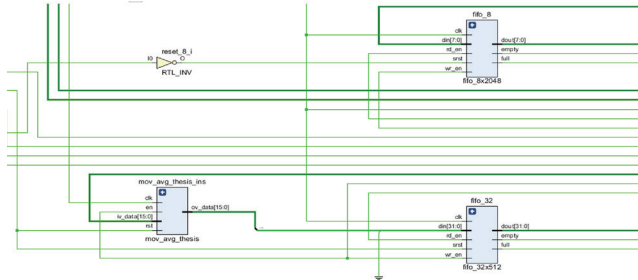 fifo_8
clk
din[7:0]
rd_en
srst
wr_en
dout[7:0]
empty
full
fifo_8x2048
reset_8_i
I0
O
RTL_INV
mov_avg_thesis_ins
clk
en
iv_data[15:0]
rst
ov_data[15:0]
mov_avg_thesis
fifo_32
clk
din[31:0]
rd_en
srst
wr_en
dout[31:0]
empty
full
fifo_32x512